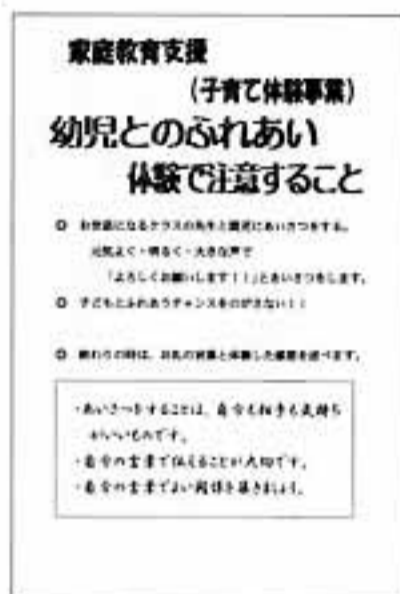 家庭教育支援
(子育て体験事業)
幼児とのふれあい
体験で注意すること
○ お世話になるクラスの先生と園児にあいさつをする。
元気よく・明るく・大きな声で
「よろしくお願いします!!」とあいさつをします。
○ 子どもとふれあうチャンスをのがさない!!
○ 終わりの時は、お礼の言葉と体験した感想を述べます。
・あいさつをすることは、自分も相手も気持ち
がいいものです。
・自分の言葉で伝えることが大切です。
・自分の言葉でよい関係を築きましょう。